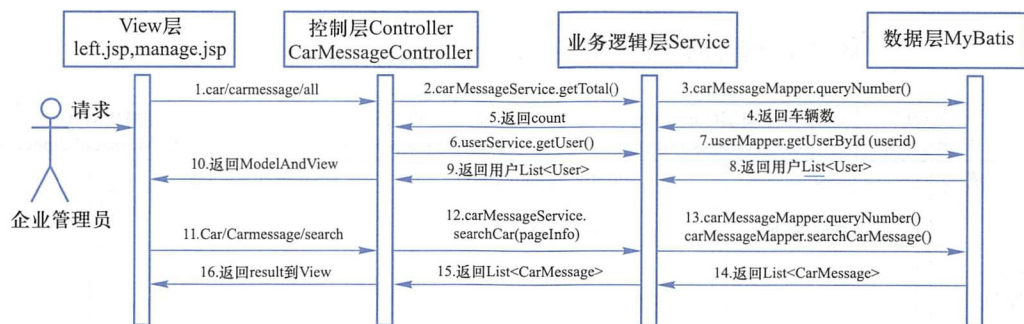 View层
left.jsp,manage.jsp
控制层Controller
CarMessageController
业务逻辑层Service
数据层MyBatis
请求
企业管理员
1.car/carmessage/all
2.carMessageService.getTotal()
3.carMessageMapper.queryNumber()
4.返回车辆数
5.返回count
6.userService.getUser()
7.userMapper.getUserById (userid)
8.返回用户List<User>
9.返回用户List<User>
10.返回ModelAndView
11.Car/Carmessage/search
12.carMessageService.
searchCar(pageInfo)
13.carMessageMapper.queryNumber()
carMessageMapper.searchCarMessage()
14.返回List<CarMessage>
15.返回List<CarMessage>
16.返回result到View